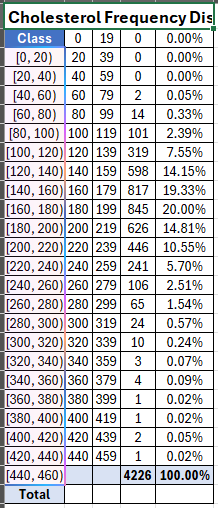 Cholesterol Frequency Dis
Class 0 19 0 0.00%
[0, 20) 20 39 0 0.00%
[20, 40) 40 59 0 0.00%
[40, 60) 60 79 2 0.05%
[60, 80) 80 99 14 0.33%
[80, 100) 100 119 101 2.39%
[100, 120) 120 139 319 7.55%
[120, 140) 140 159 598 14.15%
[140, 160) 160 179 817 19.33%
[160, 180) 180 199 845 20.00%
[180, 200) 200 219 626 14.81%
[200, 220) 220 239 446 10.55%
[220, 240) 240 259 241 5.70%
[240, 260) 260 279 106 2.51%
[260, 280) 280 299 65 1.54%
[280, 300) 300 319 24 0.57%
[300, 320) 320 339 10 0.24%
[320, 340) 340 359 3 0.07%
[340, 360) 360 379 4 0.09%
[360, 380) 380 399 1 0.02%
[380, 400) 400 419 1 0.02%
[400, 420) 420 439 2 0.05%
[420, 440) 440 459 1 0.02%
[440, 460) 4226 100.00%
Total